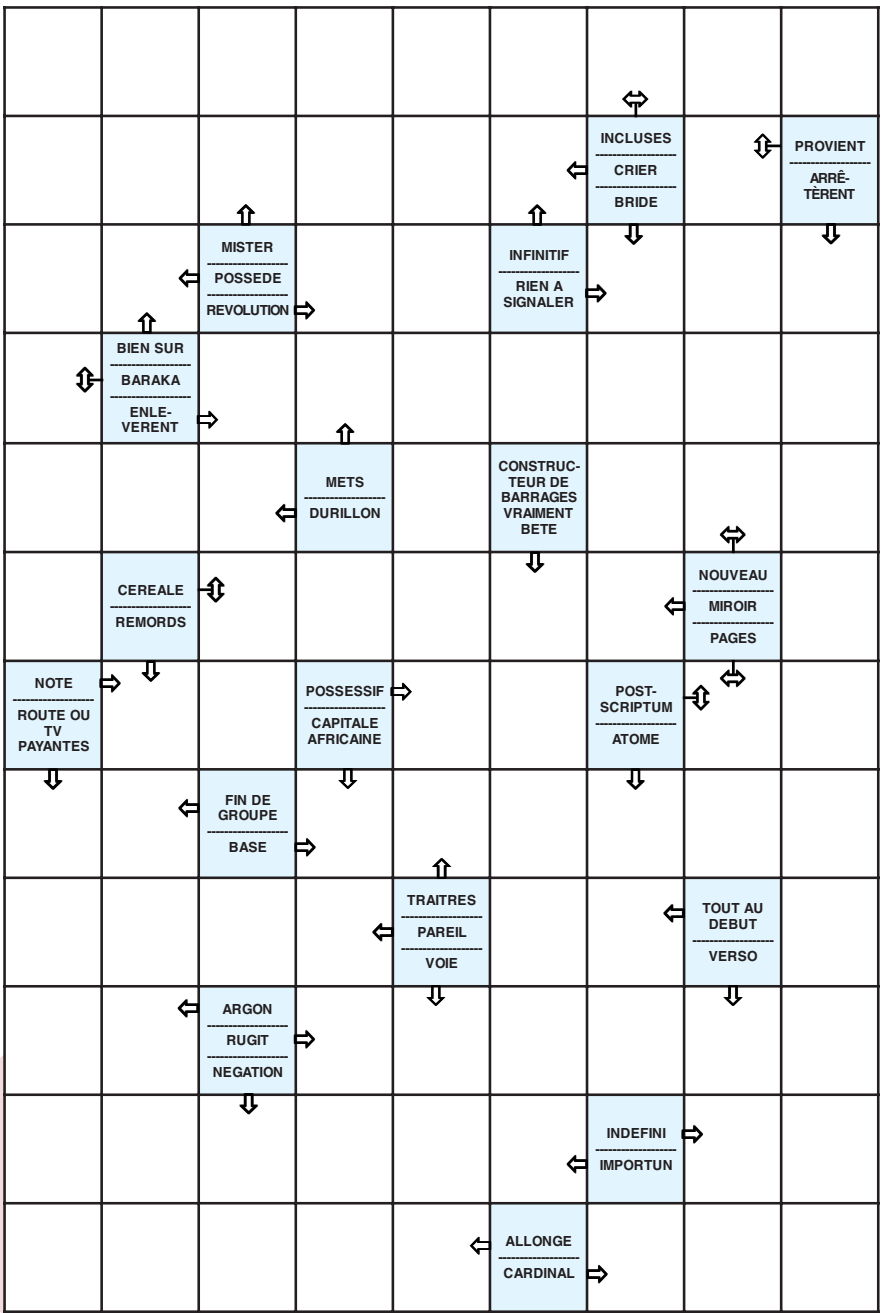 INCLUSES
CRIER
BRIDE
PROVIENT
ARRÊ-
TÈRENT
MISTER
POSSEDE
REVOLUTION
INFINITIF
RIEN A
SIGNALER
BIEN SUR
BARAKA
ENLE-
VERENT
METS
DURILLON
CONSTRUC-
TEUR DE
BARRAGES
VRAIMENT
BETE
CEREALE
REMORDS
NOUVEAU
MIROIR
PAGES
NOTE
ROUTE OU
TV
PAYANTES
POSSESSIF
CAPITALE
AFRICAINE
POST-
SCRIPTUM
ATOME
FIN DE
GROUPE
BASE
TRAITRES
PAREIL
VOIE
TOUT AU
DEBUT
VERSO
ARGON
RUGIT
NEGATION
INDEFINI
IMPORTUN
ALLONGE
CARDINAL